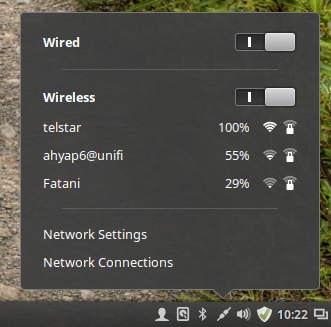 Wired
Wireless
telstar 100%
ahyap6@unifi 55%
Fatani 29%
Network Settings
Network Connections
10:22